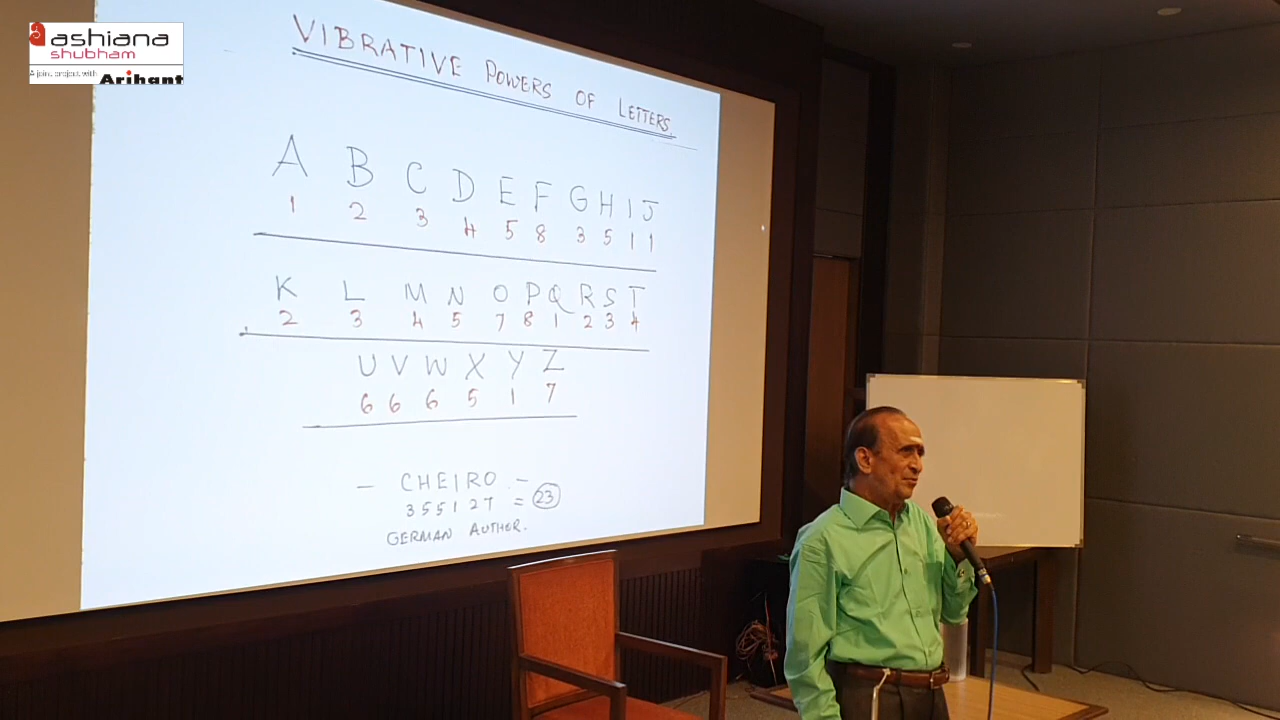 ashiana
shubham
A joint project with Arihant
VIBRATIVE POWERS OF LETTERS
A B C D E F G H I J
1 2 3 4 5 8 3 5 1 1
K L M N O P Q R S T
2 3 4 5 7 8 1 2 3 4
U V W X Y Z
6 6 6 5 1 7
- CHEIRO -
3 5 5 1 2 7 = 23
GERMAN AUTHER.